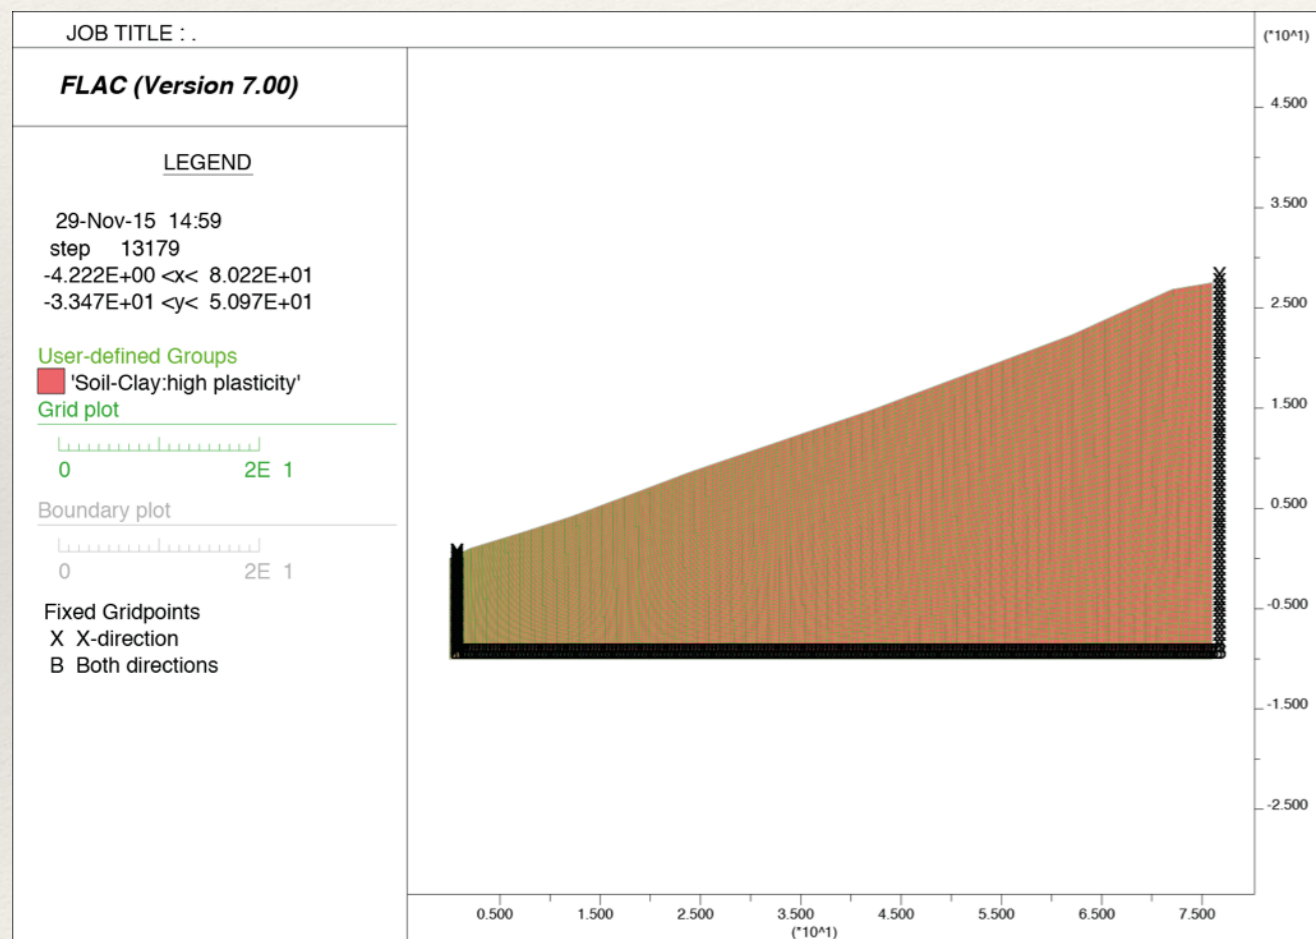 JOB TITLE : .
FLAC (Version 7.00)
LEGEND
29-Nov-15 14:59
step 13179
-4.222E+00 <x< 8.022E+01
-3.347E+01 <y< 5.097E+01
User-defined Groups
'Soil-Clay:high plasticity'
Grid plot
0 2E 1
Boundary plot
0 2E 1
Fixed Gridpoints
X X-direction
B Both directions
(*10^1)
4.500
3.500
2.500
1.500
0.500
-0.500
-1.500
-2.500
0.500 1.500 2.500 3.500 4.500 5.500 6.500 7.500
(*10^1)